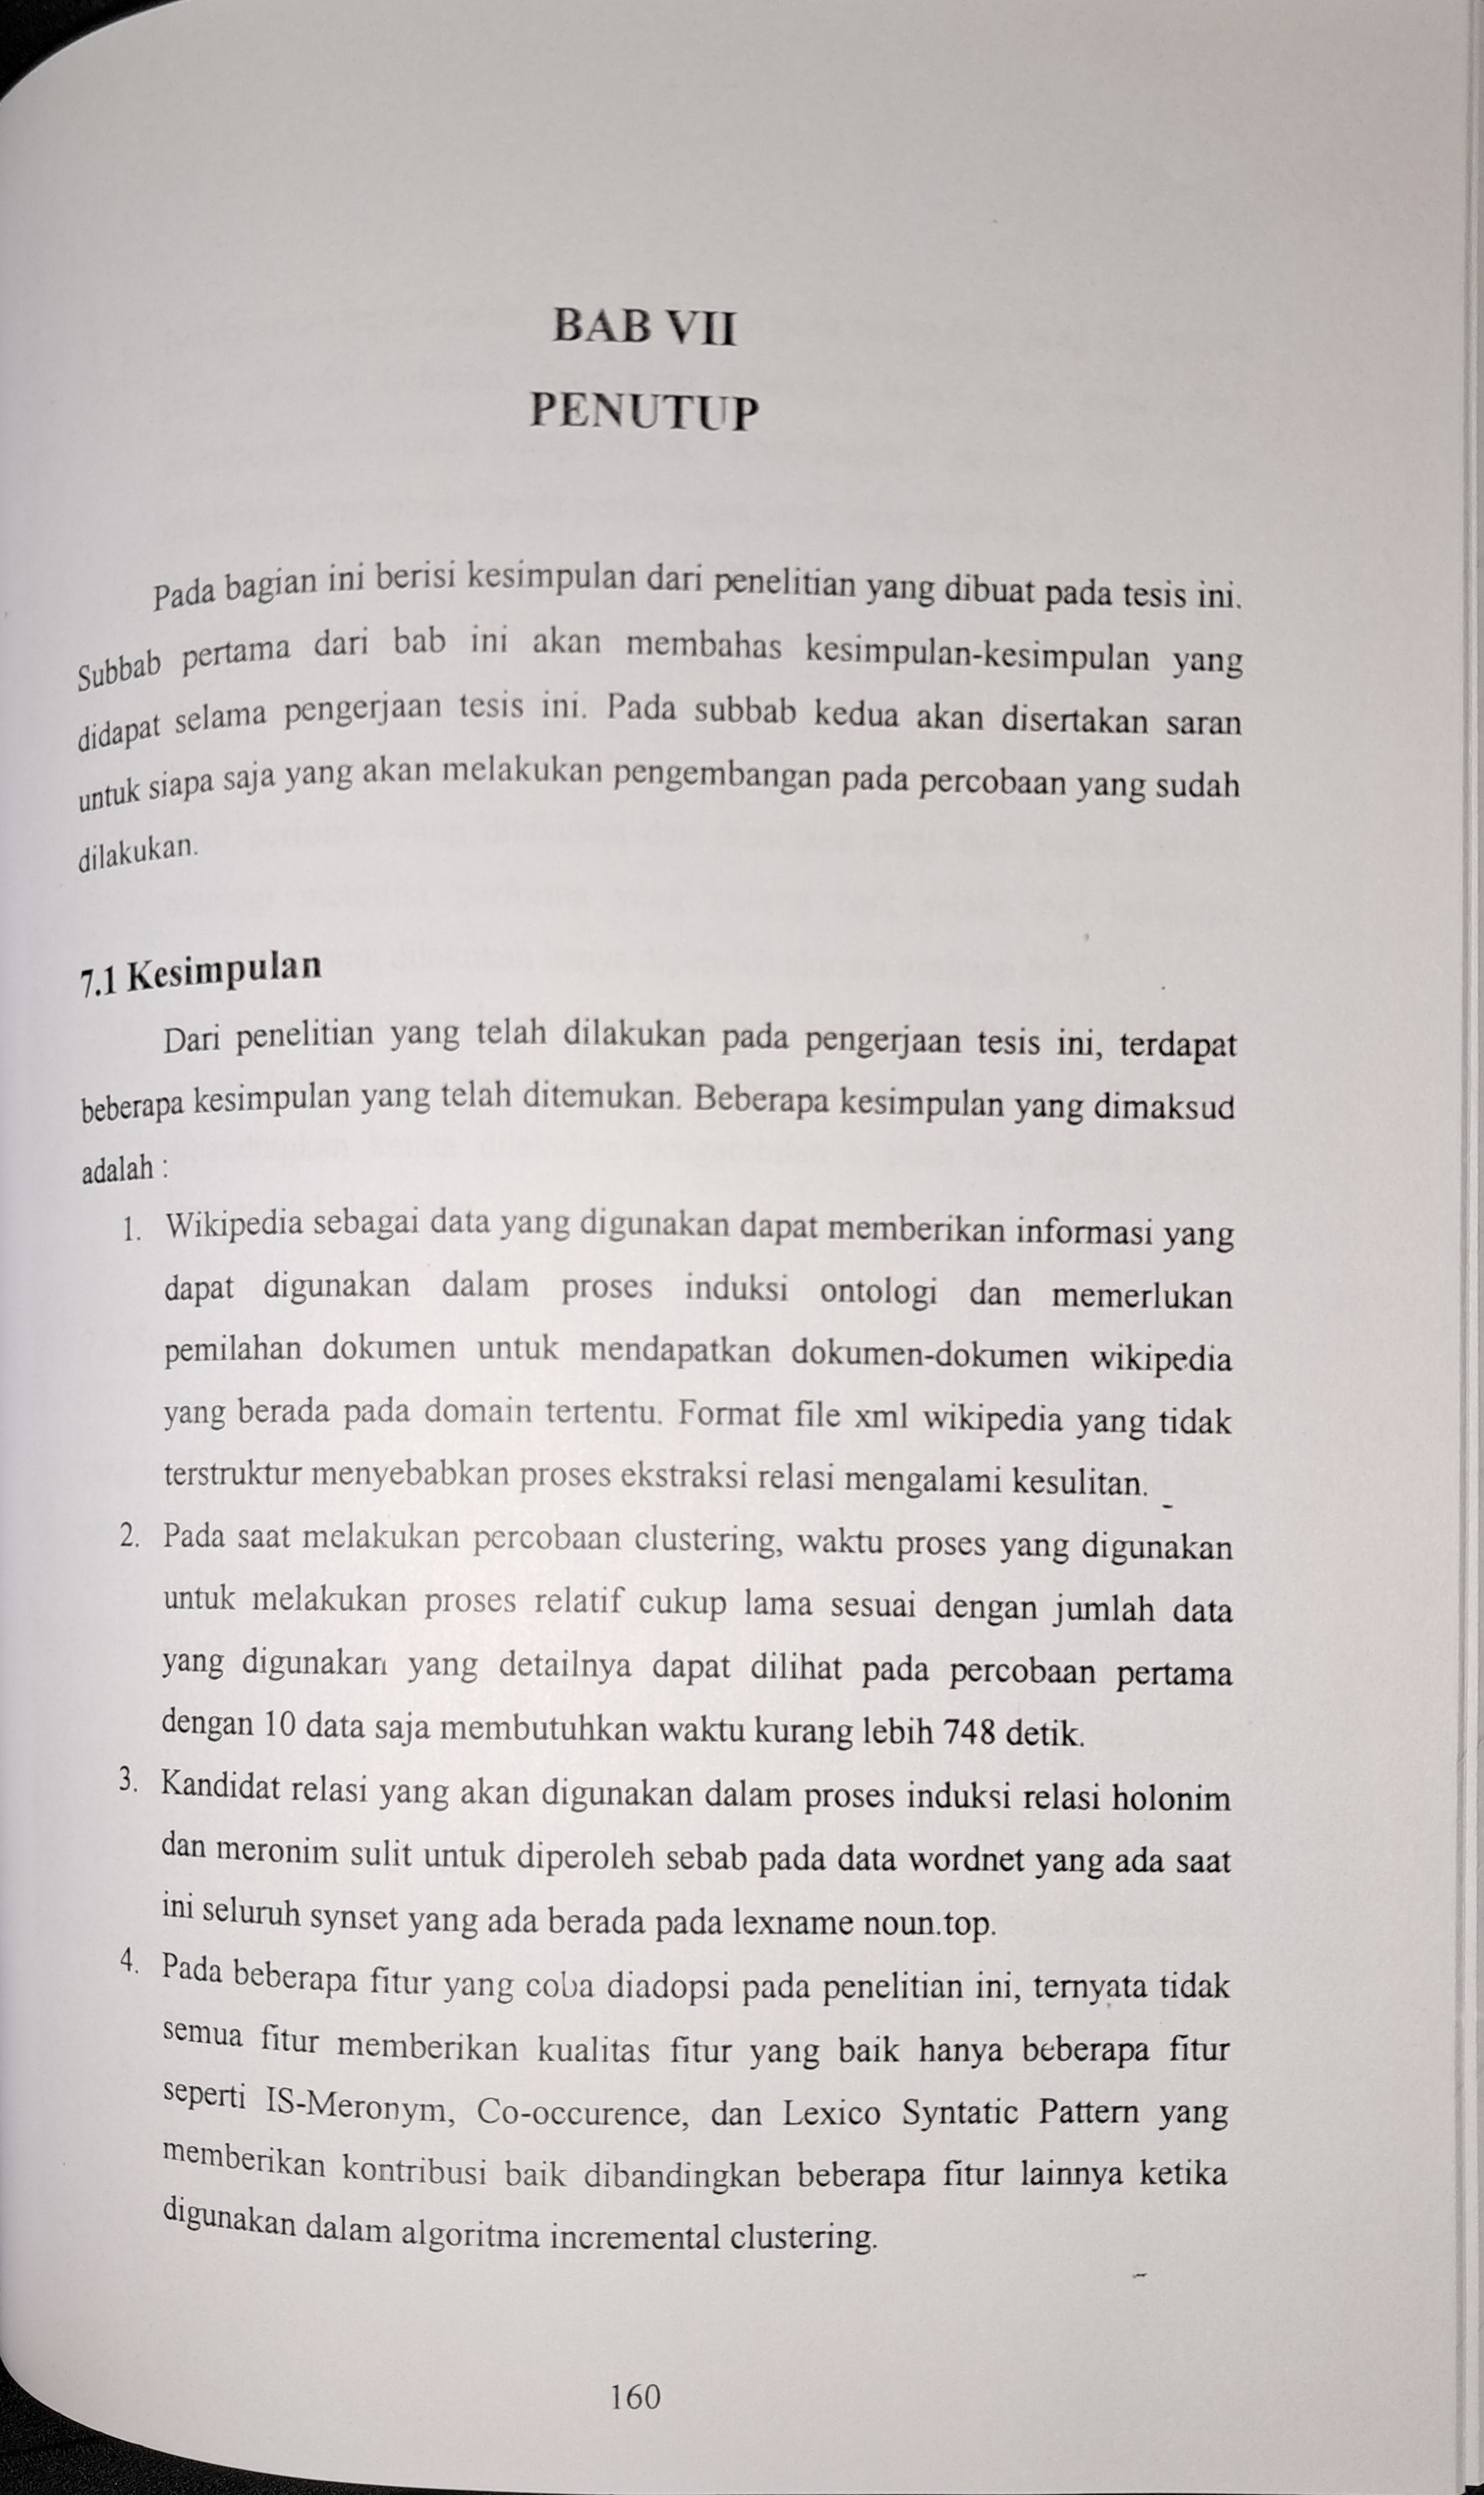 BAB VII
PENUTUP
Pada bagian ini berisi kesimpulan dari penelitian yang dibuat pada tesis ini.
Subbab pertama dari bab ini akan membahas kesimpulan-kesimpulan yang
didapat selama pengerjaan tesis ini. Pada subbab kedua akan disertakan saran
untuk siapa saja yang akan melakukan pengembangan pada percobaan yang sudah
dilakukan.
7.1 Kesimpulan
Dari penelitian yang telah dilakukan pada pengerjaan tesis ini, terdapat
beberapa kesimpulan yang telah ditemukan. Beberapa kesimpulan yang dimaksud
adalah :
1. Wikipedia sebagai data yang digunakan dapat memberikan informasi yang
dapat digunakan dalam proses induksi ontologi dan memerlukan
pemilahan dokumen untuk mendapatkan dokumen-dokumen wikipedia
yang berada pada domain tertentu. Format file xml wikipedia yang tidak
terstruktur menyebabkan proses ekstraksi relasi mengalami kesulitan.
2. Pada saat melakukan percobaan clustering, waktu proses yang digunakan
untuk melakukan proses relatif cukup lama sesuai dengan jumlah data
yang digunakan yang detailnya dapat dilihat pada percobaan pertama
dengan 10 data saja membutuhkan waktu kurang lebih 748 detik.
3. Kandidat relasi yang akan digunakan dalam proses induksi relasi holonim
dan meronim sulit untuk diperoleh sebab pada data wordnet yang ada saat
ini seluruh synset yang ada berada pada lexname noun.top.
4. Pada beberapa fitur yang coba diadopsi pada penelitian ini, ternyata tidak
semua fitur memberikan kualitas fitur yang baik hanya beberapa fitur
seperti IS-Meronym, Co-occurence, dan Lexico Syntatic Pattern yang
memberikan kontribusi baik dibandingkan beberapa fitur lainnya ketika
digunakan dalam algoritma incremental clustering.
160